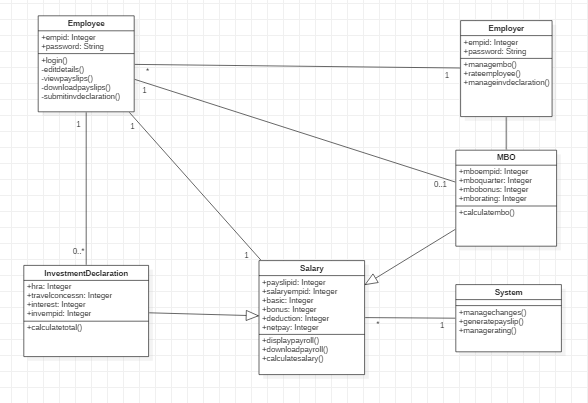 Employee
+empid: Integer
+password: String
+login()
-editdetails()
-viewpayslips()
-downloadpayslips()
-submitinvdeclaration()
Employer
+empid: Integer
+password: String
+managembo()
+rateemployee()
+manageinvdeclaration()
*
1
1
1
1
0..1
MBO
+mboempid: Integer
+mboquarter: Integer
+mbobonus: Integer
+mborating: Integer
+calculatembo()
0..*
1
InvestmentDeclaration
+hra: Integer
+travelconcessn: Integer
+interest: Integer
+invempid: Integer
+calculatetotal()
Salary
+payslipid: Integer
+salaryempid: Integer
+basic: Integer
+bonus: Integer
+deduction: Integer
+netpay: Integer
+displaypayroll()
+downloadpayroll()
+calculatesalary()
*
1
System
+managechanges()
+generatepayslip()
+managerating()